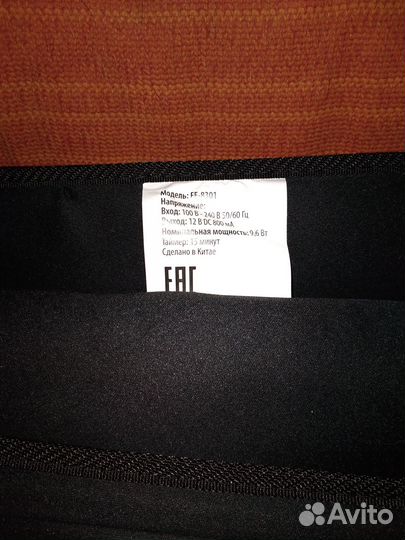 Модель: EF-8301
Напряжение:
Вход: 100 В - 240 В 50/60 Гц
Выход: 12 В DC 800 мА
Номинальная мощность: 9,6 Вт
Таймер: 15 минут
Сделано в Китае
EAC
Avito